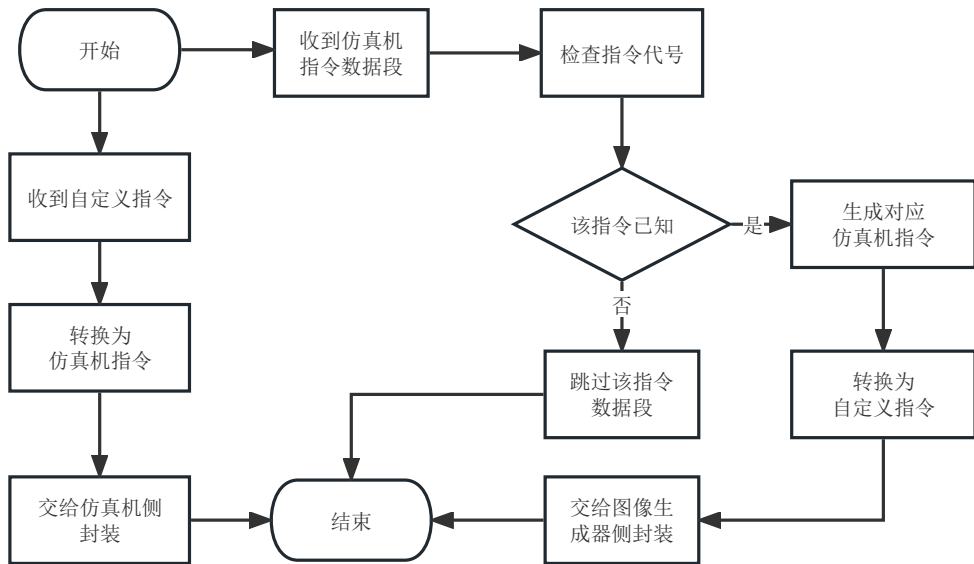 开始
收到仿真机
指令数据段
检查指令代号
收到自定义指令
该指令已知
是
生成对应
仿真机指令
否
转换为
仿真机指令
跳过该指令
数据段
转换为
自定义指令
交给仿真机侧
封装
结束
交给图像生
成器侧封装